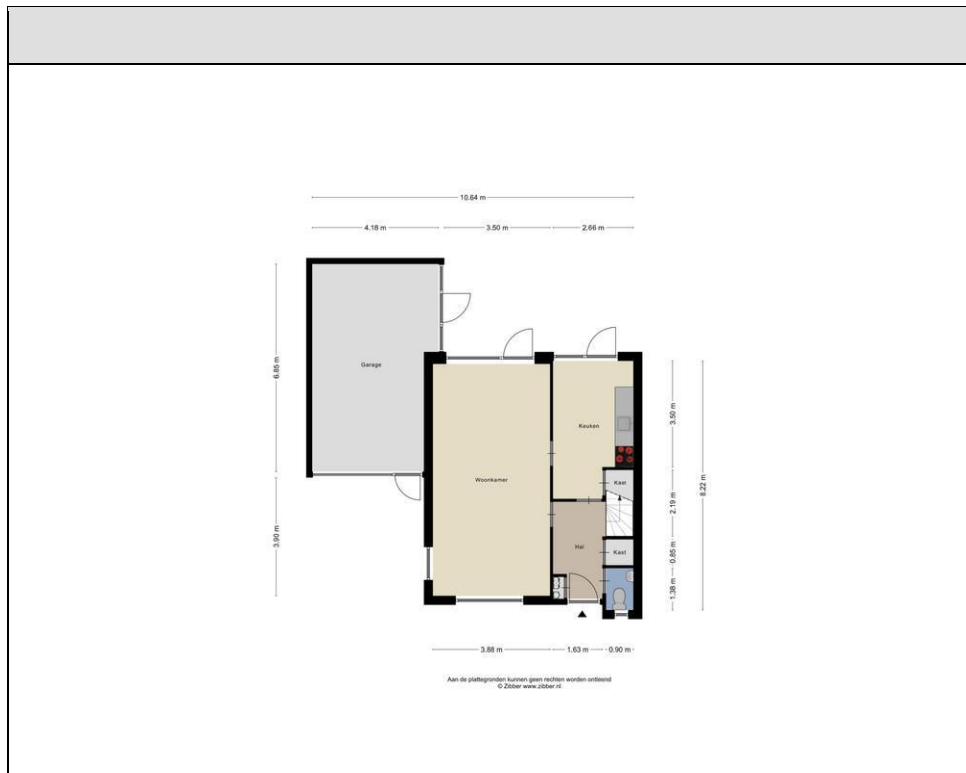 10.64 m
4.18 m 3.50 m 2.66 m
6.85 m
3.90 m
Garage
Woonkamer
Keuken
Kast
Hal
Kast
3.50 m
2.19 m
0.85 m
1.38 m
8.22 m
3.88 m 1.63 m 0.90 m
Aan de plattegronden kunnen geen rechten worden ontleend
© Zibber www.zibber.nl